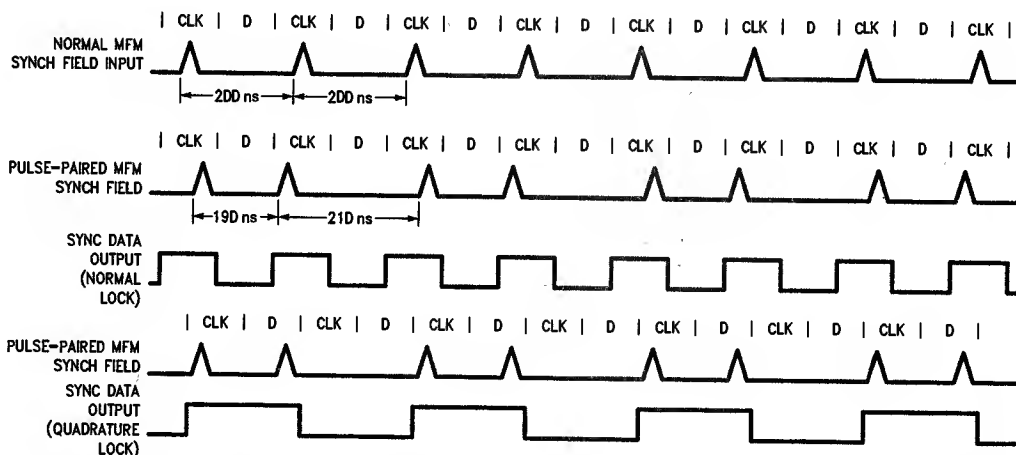 | CLK | D | CLK | D | CLK | D | CLK | D | CLK | D | CLK | D | CLK | D | CLK |
NORMAL MFM
SYNCH FIELD INPUT
2DD ns
2DD ns
| CLK | D | CLK | D | CLK | D | CLK | D | CLK | D | CLK | D | CLK | D | CLK |
PULSE-PAIRED MFM
SYNCH FIELD
19D ns
21D ns
SYNC DATA
OUTPUT
(NORMAL
LOCK)
| CLK | D | CLK | D | CLK | D | CLK | D | CLK | D | CLK | D | CLK | D |
PULSE-PAIRED MFM
SYNCH FIELD
SYNC DATA
OUTPUT
(QUADRATURE
LOCK)